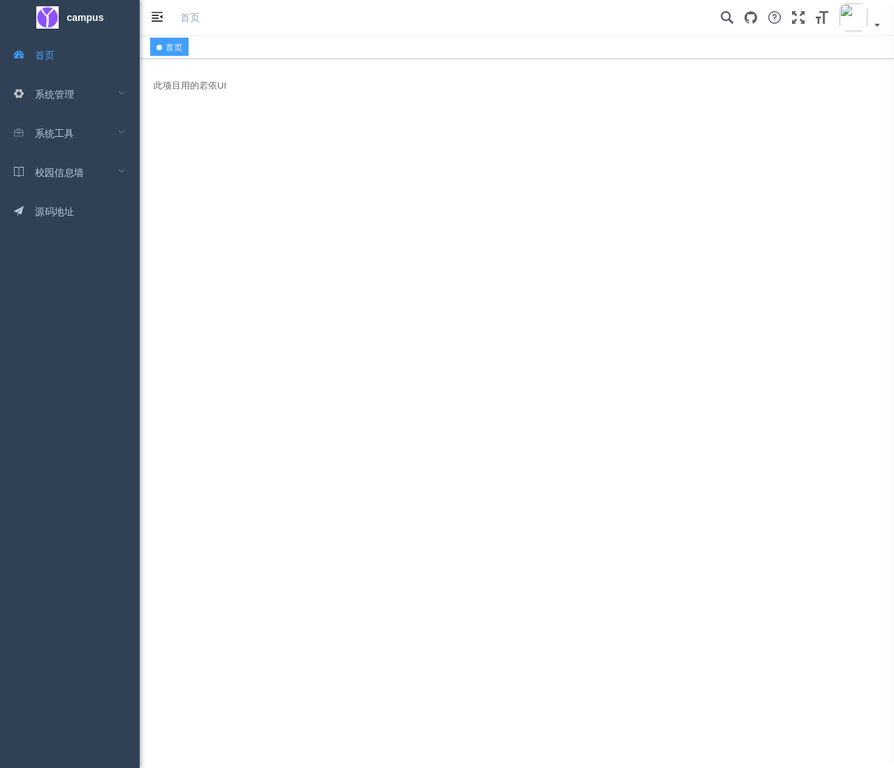 campus
首页
首页
系统管理
首页
此项目用的若依UI
系统工具
校园信息墙
源码地址